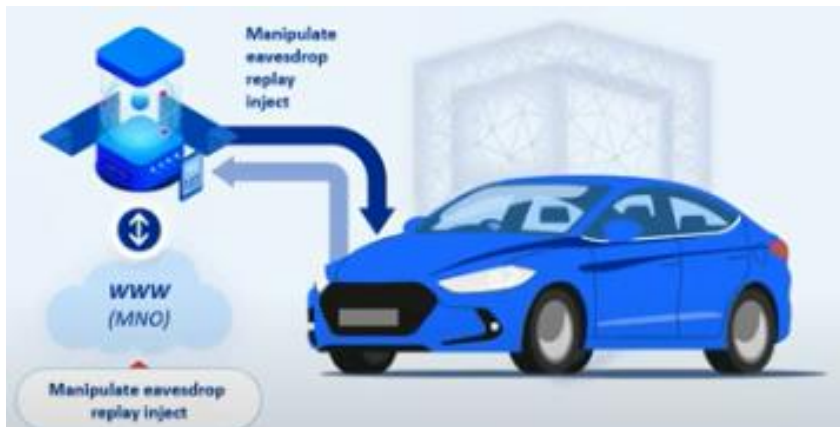 Manipulate
eavesdrop
replay
inject
WWW
(MNO)
Manipulate eavesdrop
replay inject